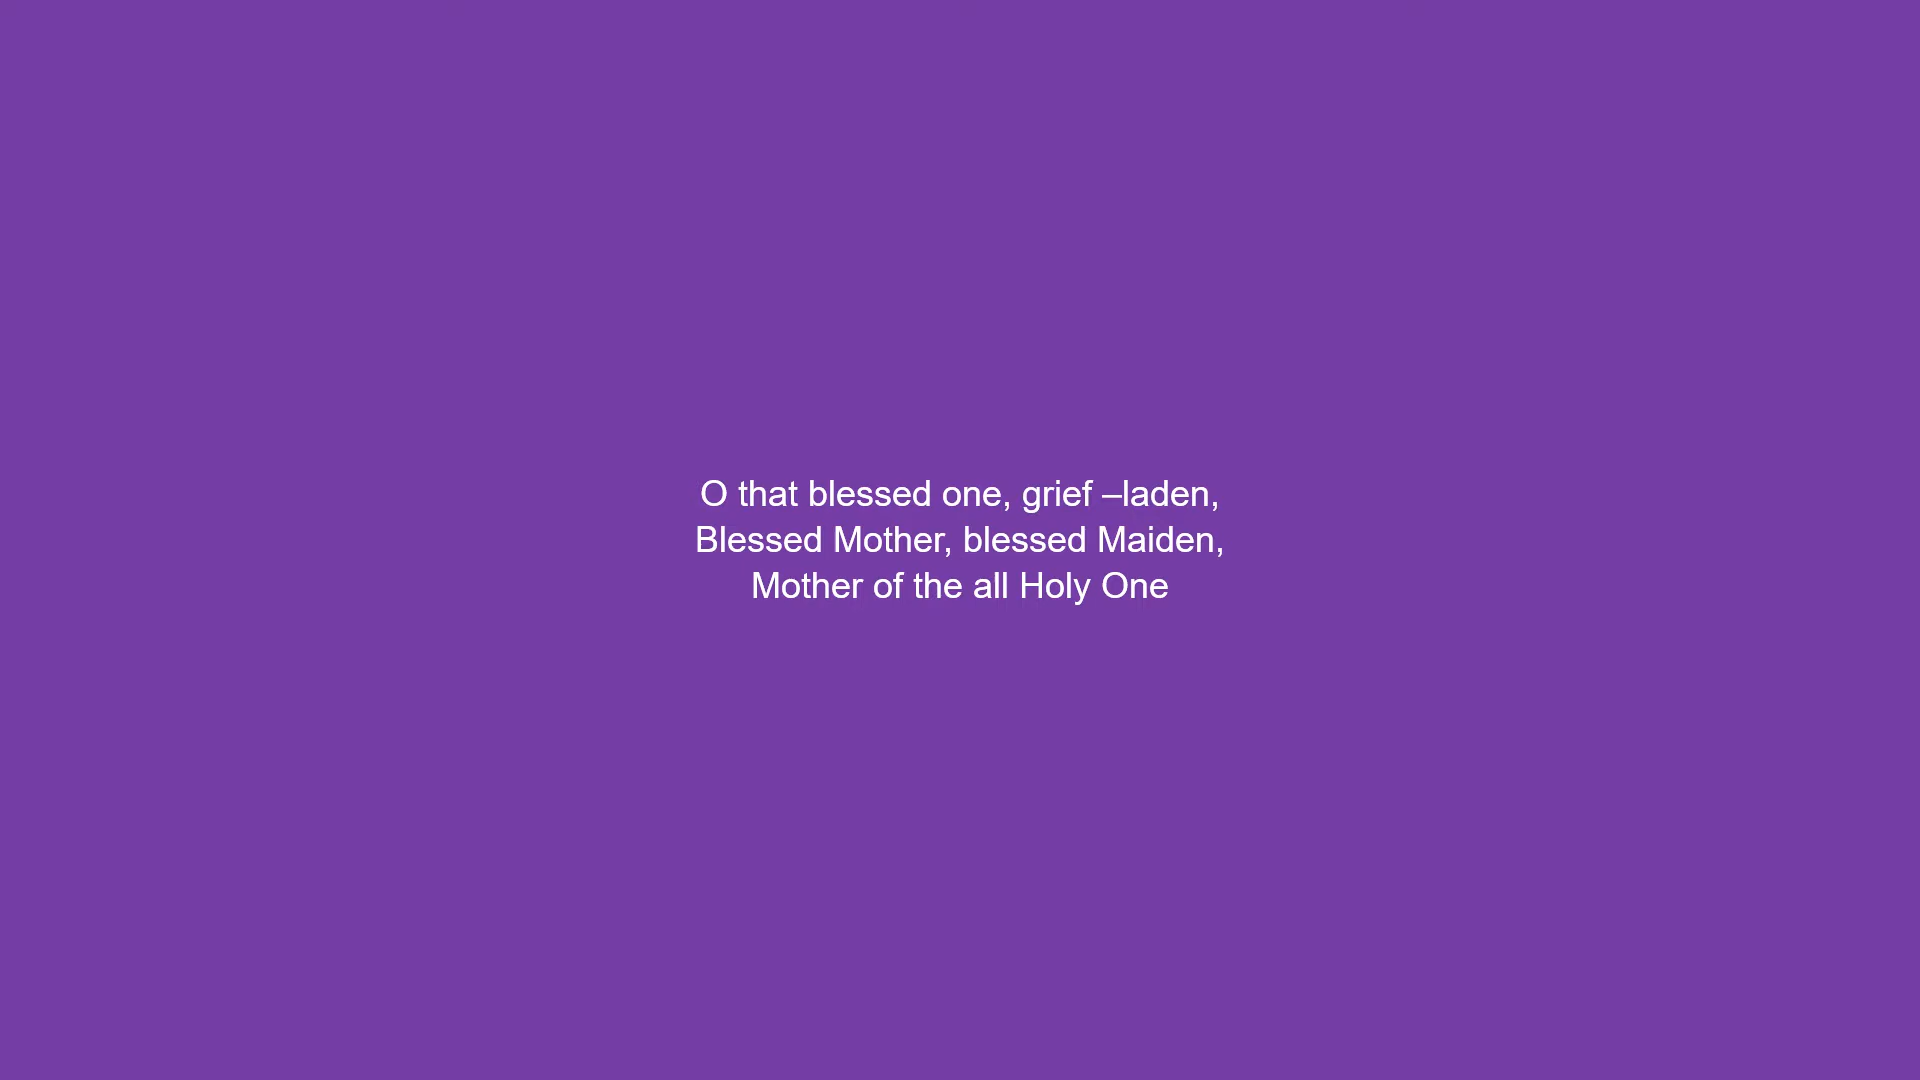 O that blessed one, grief –laden,
Blessed Mother, blessed Maiden,
Mother of the all Holy One